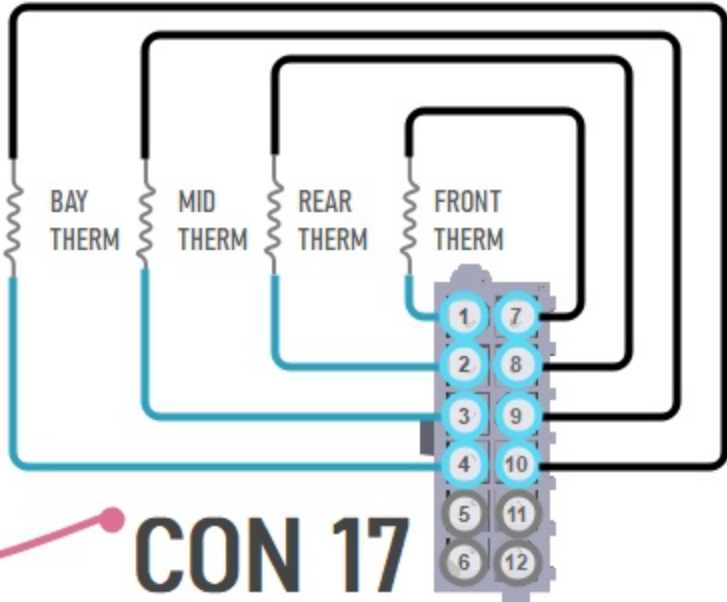 BAY
THERM
MID
THERM
REAR
THERM
FRONT
THERM
1 7
2 8
3 9
4 10
5 11
6 12
CON 17